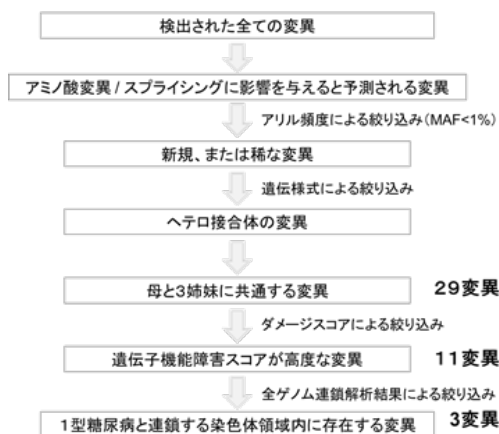 検出された全ての変異
アミノ酸変異 / スプライシングに影響を与えると予測される変異
アリル頻度による絞り込み（MAF<1%）
新規、または稀な変異
遺伝様式による絞り込み
ヘテロ接合体の変異
母と3姉妹に共通する変異 29変異
ダメージスコアによる絞り込み
遺伝子機能障害スコアが高度な変異 11変異
全ゲノム連鎖解析結果による絞り込み
1型糖尿病と連鎖する染色体領域内に存在する変異 3変異